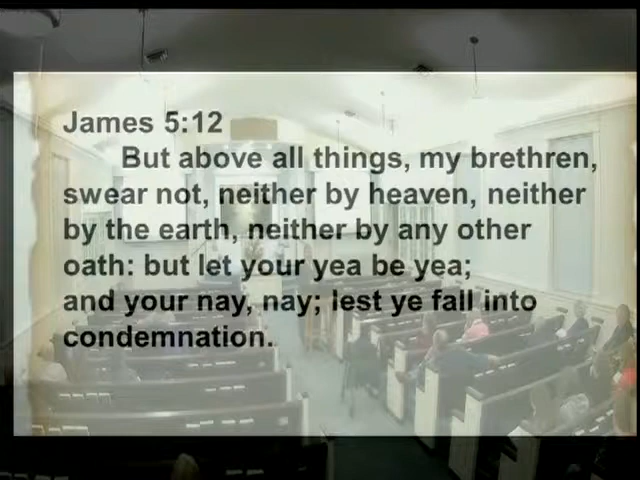 James 5:12
But above all things, my brethren,
swear not, neither by heaven, neither
by the earth, neither by any other
oath: but let your yea be yea;
and your nay, nay; lest ye fall into
condemnation.